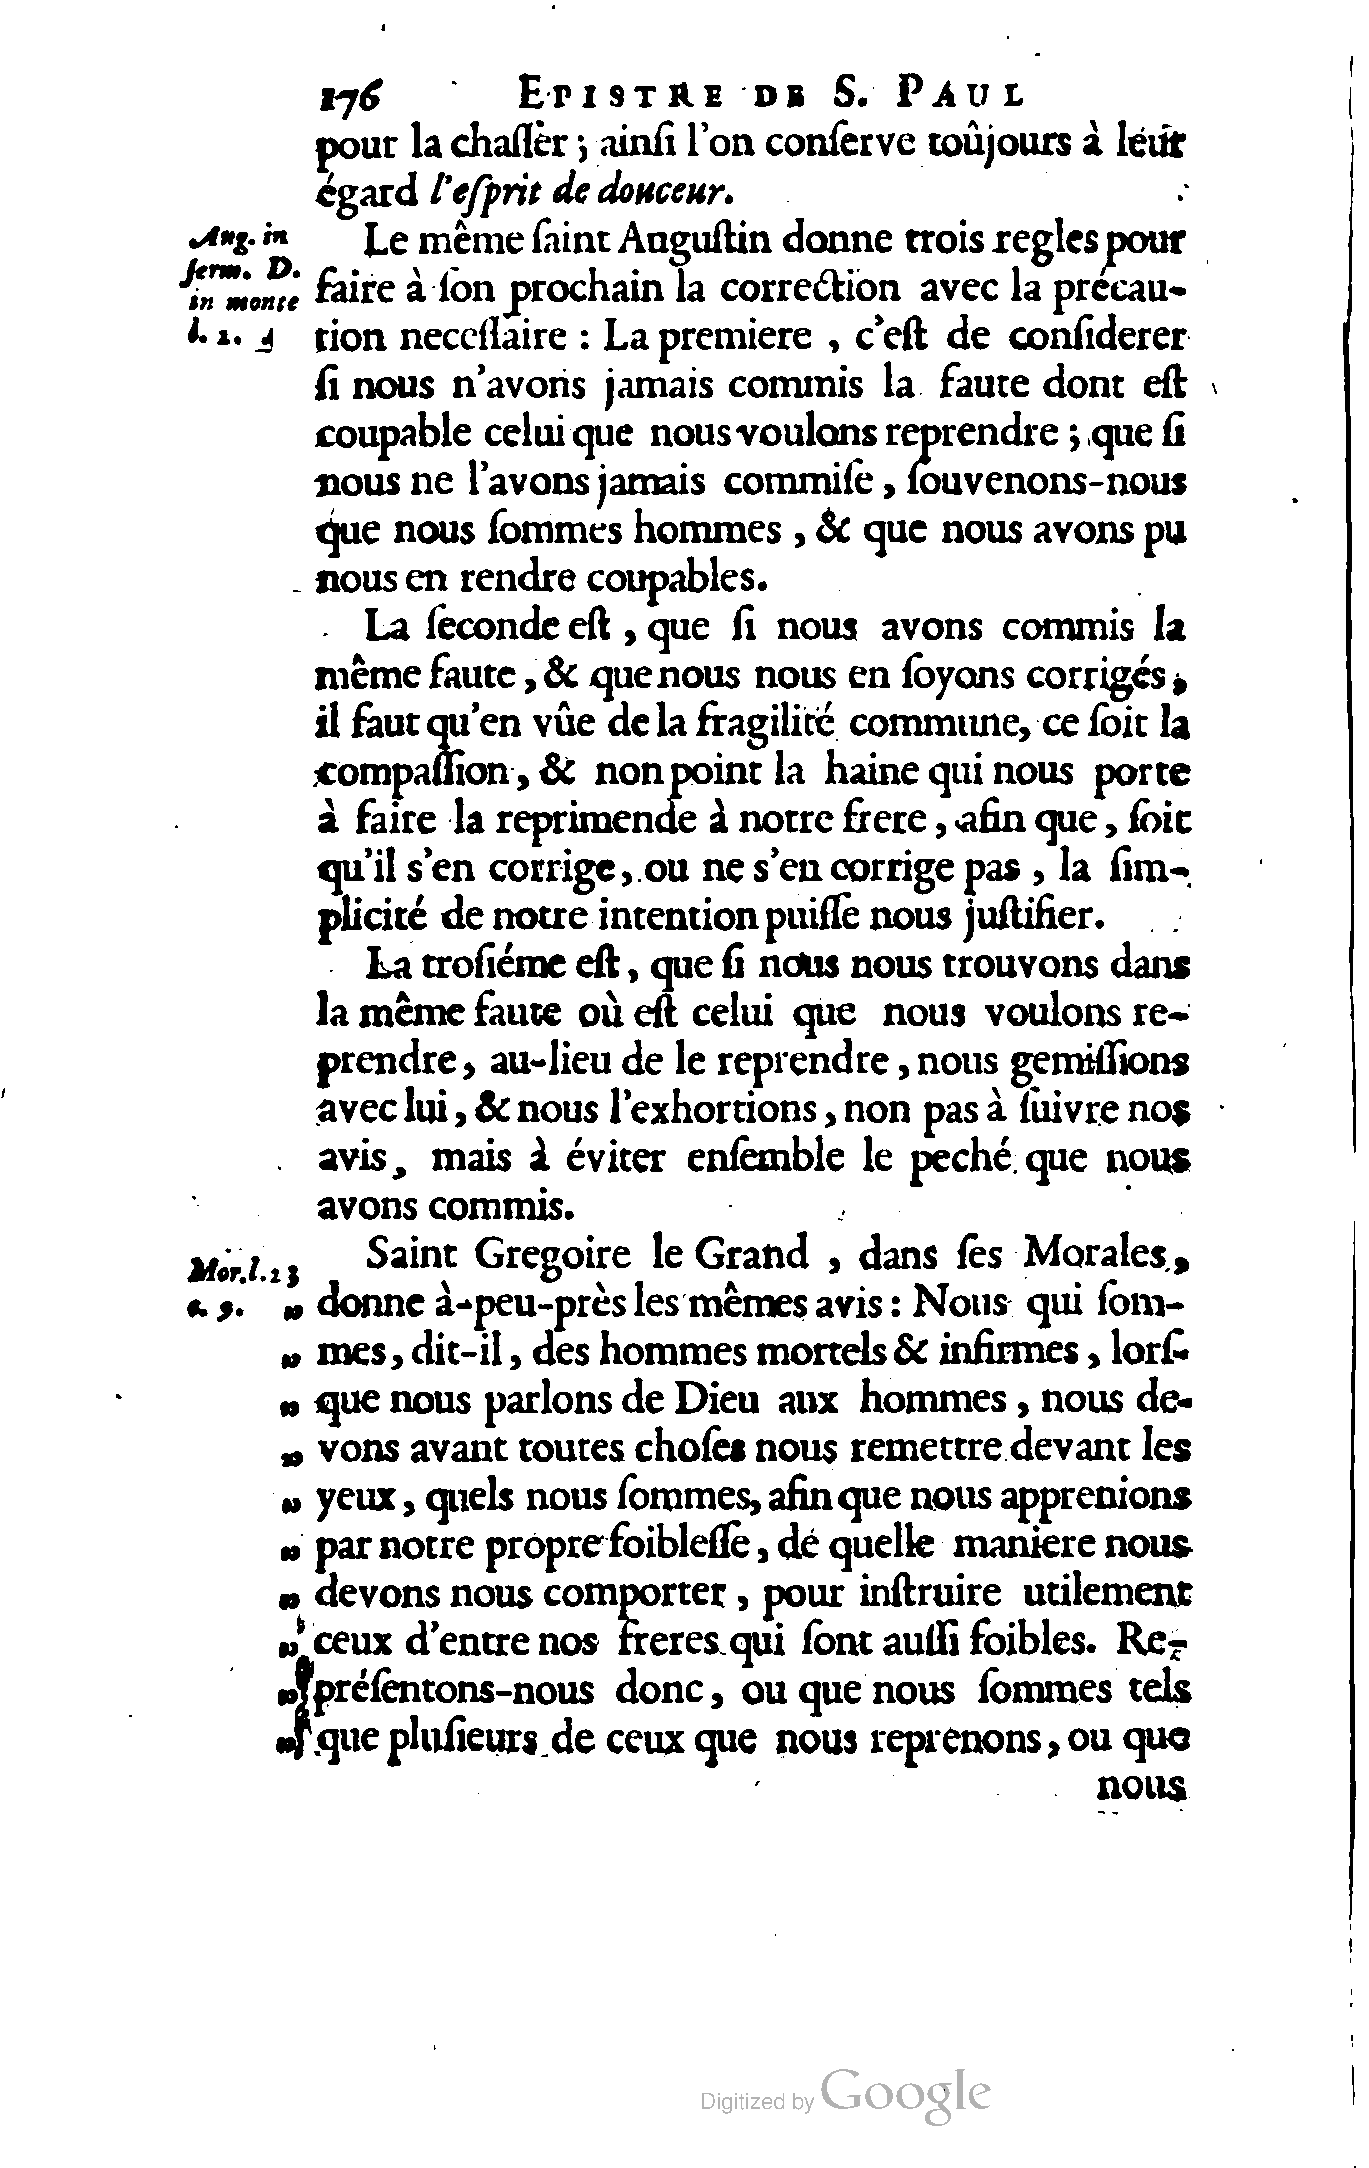 176 EPISTRE DE S. PAUL
pour la chaſſer ; ainſi l'on conſerve toûjours à leur
égard l'eſprit de douceur.
Aug. in
ſerm. D.
in monte
l. 2.
Le même ſaint Auguſtin donne trois regles pour
faire à ſon prochain la correction avec la précau-
tion neceſſaire : La premiere , c'eſt de conſiderer
ſi nous n'avons jamais commis la faute dont eſt
coupable celui que nous voulons reprendre ; que ſi
nous ne l'avons jamais commiſe , ſouvenons-nous
que nous ſommes hommes , & que nous avons pu
nous en rendre coupables.
La ſeconde eſt , que ſi nous avons commis la
même faute , & que nous nous en ſoyons corrigés ,
il faut qu'en vûe de la fragilité commune, ce ſoit la
compaſſion , & non point la haine qui nous porte
à faire la reprimende à notre frere , afin que , ſoit
qu'il s'en corrige, ou ne s'en corrige pas , la ſim-
plicité de notre intention puiſſe nous juſtifier.
La troſiéme eſt , que ſi nous nous trouvons dans
la même faute où eſt celui que nous voulons re-
prendre , au-lieu de le reprendre , nous gemiſſions
avec lui , & nous l'exhortions , non pas à ſuivre nos
avis , mais à éviter enſemble le peché que nous
avons commis.
Mor. l. 23
c. 9.
Saint Gregoire le Grand , dans ſes Morales ,
„ donne à-peu-près les mêmes avis : Nous qui ſom-
„ mes , dit-il , des hommes mortels & infirmes , lorſ-
„ que nous parlons de Dieu aux hommes , nous de-
„ vons avant toutes choſes nous remettre devant les
„ yeux , quels nous ſommes, afin que nous apprenions
„ par notre propre foibleſſe , de quelle maniere nous
„ devons nous comporter , pour inſtruire utilement
„ ceux d'entre nos freres qui ſont auſſi foibles. Re-
„ préſentons-nous donc , ou que nous ſommes tels
„ que pluſieurs de ceux que nous reprenons , ou que
nous
Digitized by Google